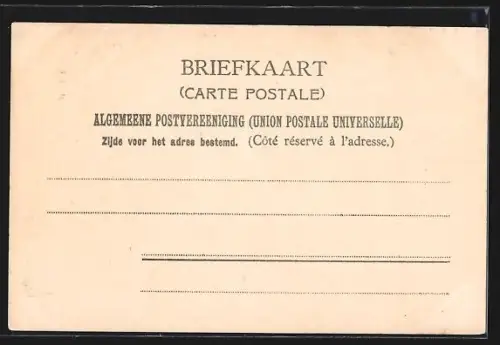 BRIEFKAART
(CARTE POSTALE)
ALGEMEENE POSTVEREENIGING (UNION POSTALE UNIVERSELLE)
Zijde voor het adres bestemd. (Côté réservé à l'adresse.)